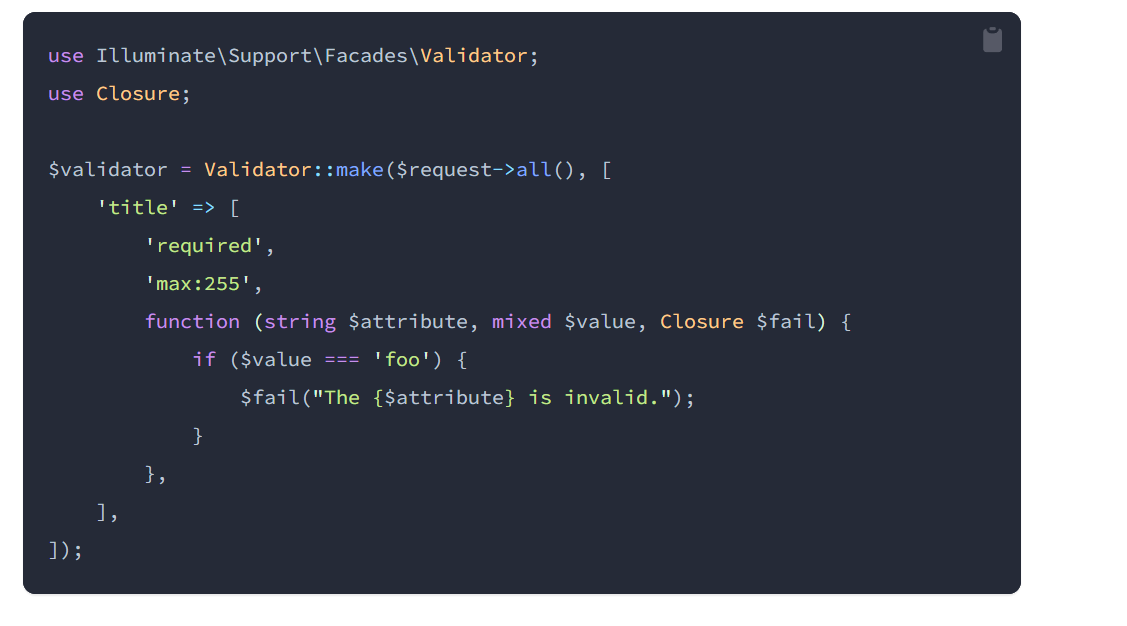 use Illuminate\Support\Facades\Validator;
use Closure;

$validator = Validator::make($request->all(), [
    'title' => [
        'required',
        'max:255',
        function (string $attribute, mixed $value, Closure $fail) {
            if ($value === 'foo') {
                $fail("The {$attribute} is invalid.");
            }
        },
    ],
]);